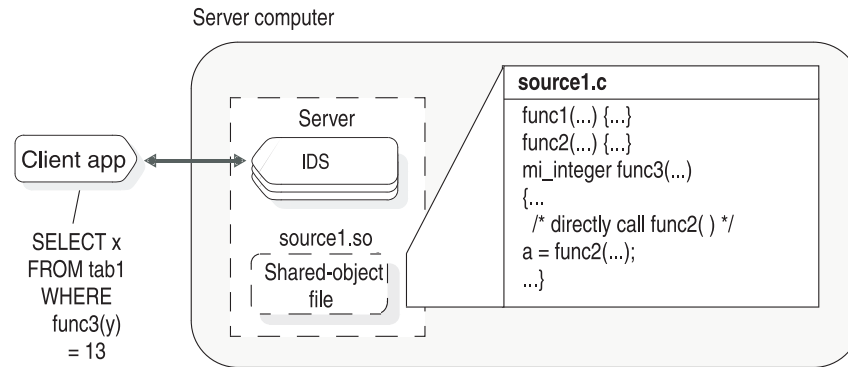 Server computer
Server
IDS
Client app
SELECT x
FROM tab1
WHERE
func3(y)
= 13
source1.so
Shared-object
file
source1.c
func1(...) {...}
func2(...) {...}
mi_integer func3(...)
{...
/* directly call func2( ) */
a = func2(...);
...}